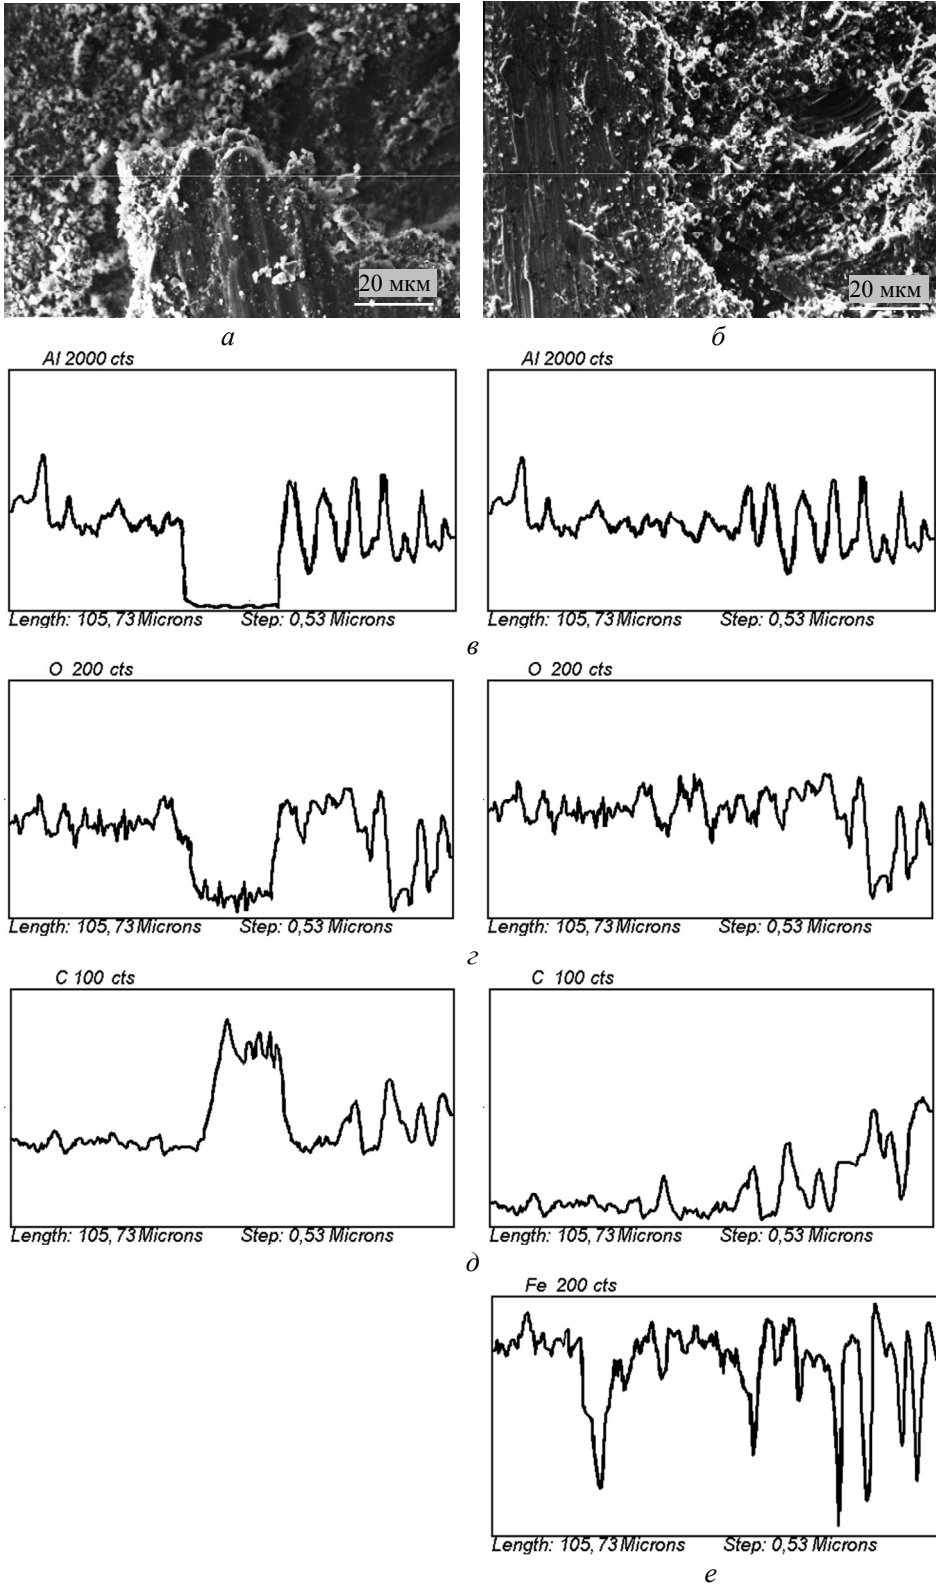 20 мкм 20 мкм
а б
Al 2000 cts Al 2000 cts
Length: 105,73 Microns Step: 0,53 Microns Length: 105,73 Microns Step: 0,53 Microns
в
O 200 cts O 200 cts
Length: 105,73 Microns Step: 0,53 Microns Length: 105,73 Microns Step: 0,53 Microns
г
C 100 cts C 100 cts
Length: 105,73 Microns Step: 0,53 Microns Length: 105,73 Microns Step: 0,53 Microns
д
Fe 200 cts
Length: 105,73 Microns Step: 0,53 Microns
е